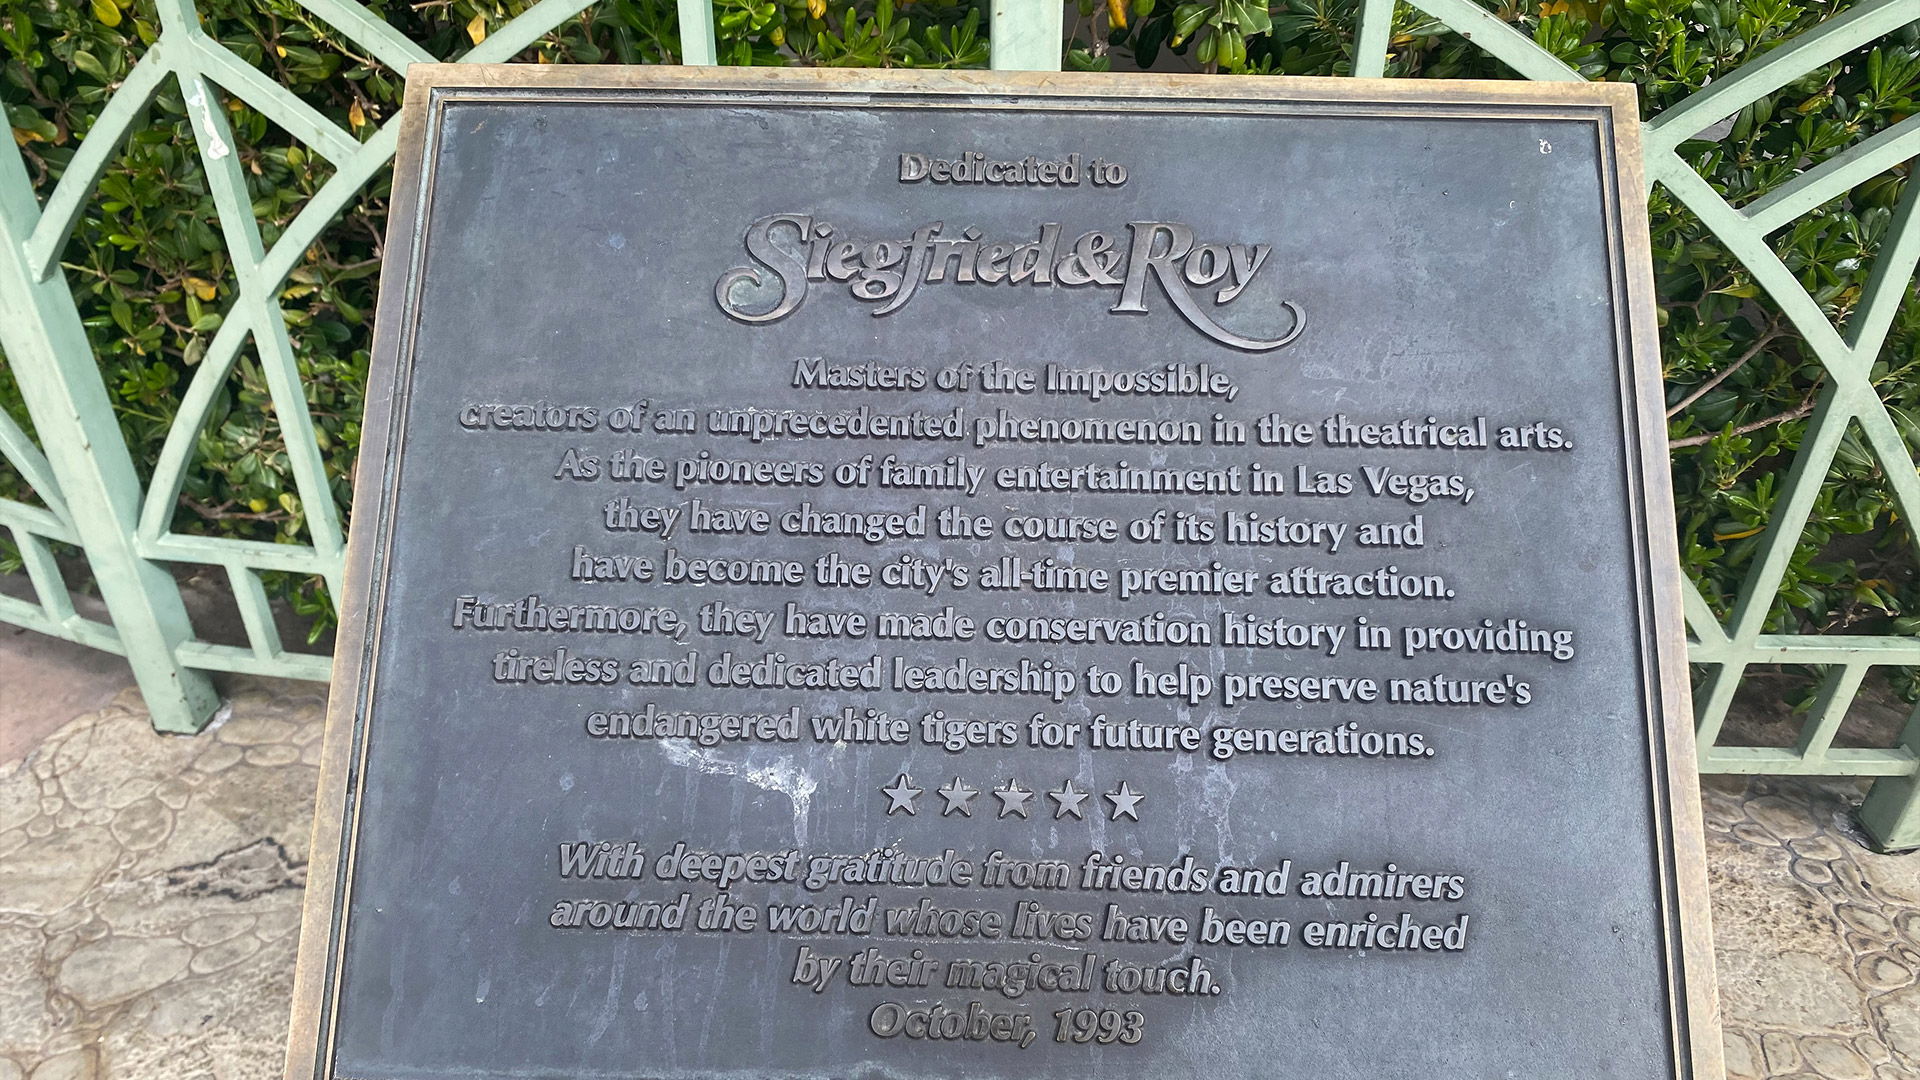 Dedicated to
Siegfried & Roy
Masters of the Impossible,
creators of an unprecedented phenomenon in the theatrical arts.
As the pioneers of family entertainment in Las Vegas,
they have changed the course of its history and
have become the city's all-time premier attraction.
Furthermore, they have made conservation history in providing
tireless and dedicated leadership to help preserve nature's
endangered white tigers for future generations.
With deepest gratitude from friends and admirers
around the world whose lives have been enriched
by their magical touch.
October, 1993